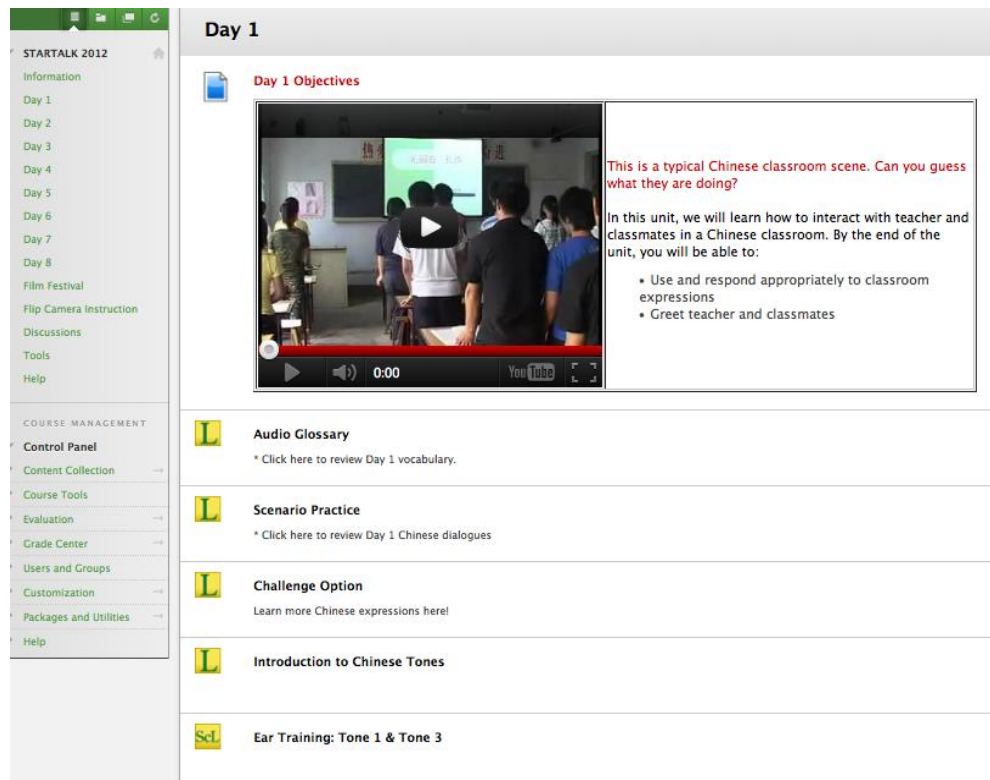 STARTALK 2012
Information
Day 1
Day 2
Day 3
Day 4
Day 5
Day 6
Day 7
Day 8
Film Festival
Flip Camera Instruction
Discussions
Tools
Help
COURSE MANAGEMENT
Control Panel
Content Collection
Course Tools
Evaluation
Grade Center
Users and Groups
Customization
Packages and Utilities
Help
Day 1
Day 1 Objectives
0:00
YouTube
This is a typical Chinese classroom scene. Can you guess
what they are doing?
In this unit, we will learn how to interact with teacher and
classmates in a Chinese classroom. By the end of the
unit, you will be able to:
• Use and respond appropriately to classroom
expressions
• Greet teacher and classmates
L
Audio Glossary
* Click here to review Day 1 vocabulary.
L
Scenario Practice
* Click here to review Day 1 Chinese dialogues
L
Challenge Option
Learn more Chinese expressions here!
L
Introduction to Chinese Tones
ScL
Ear Training: Tone 1 & Tone 3